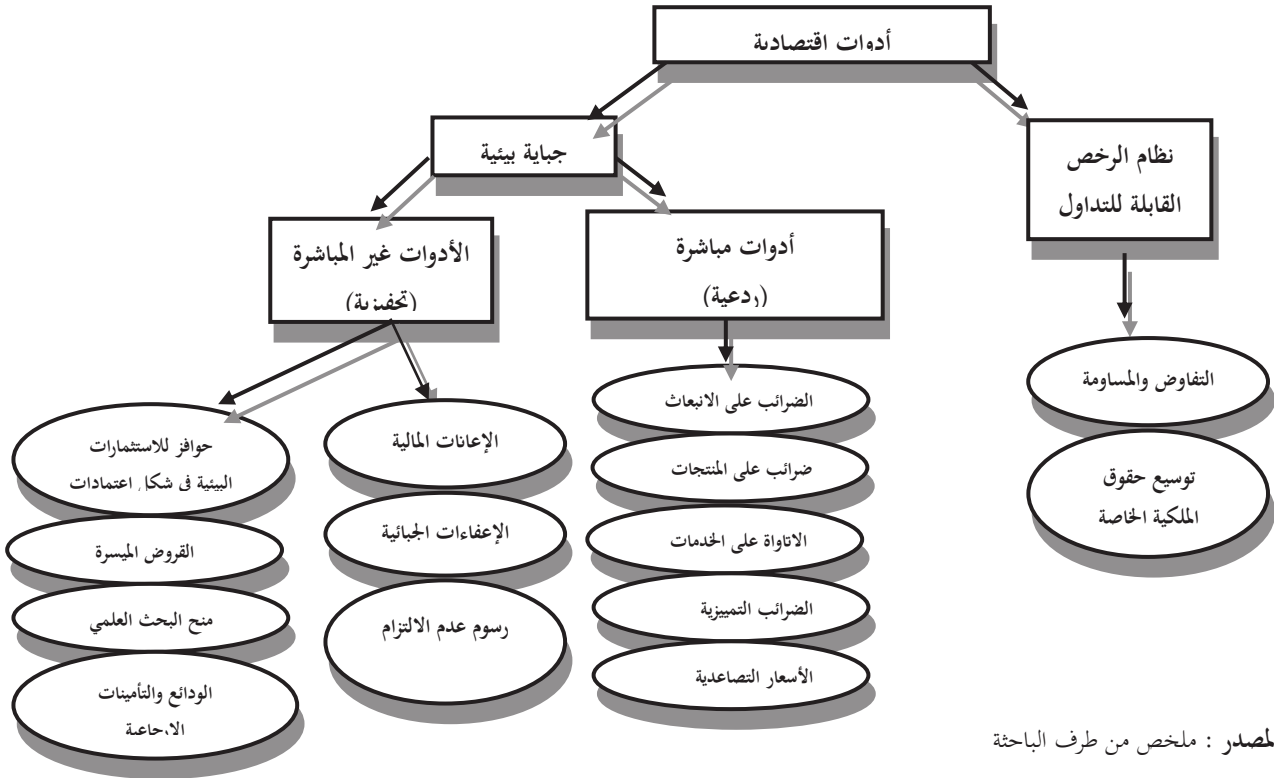 أدوات اقتصادية
نظام الرخص
القابلة للتداول
جباية بيئية
أدوات مباشرة
(ردعية)
الأدوات غير المباشرة
(تحفيزية)
التفاوض والمساومة
توسيع حقوق
الملكية الخاصة
الضرائب على الانبعاث
ضرائب على المنتجات
الاتاواة على الخدمات
الضرائب التمييزية
الأسعار التصاعدية
الإعانات المالية
الإعفاءات الجبائية
رسوم عدم الالتزام
حوافز للاستثمارات
البيئية في شكل اعتمادات
القروض الميسرة
منح البحث العلمي
الودائع والتأمينات
الارجاعية
لمصدر : ملخص من طرف الباحثة